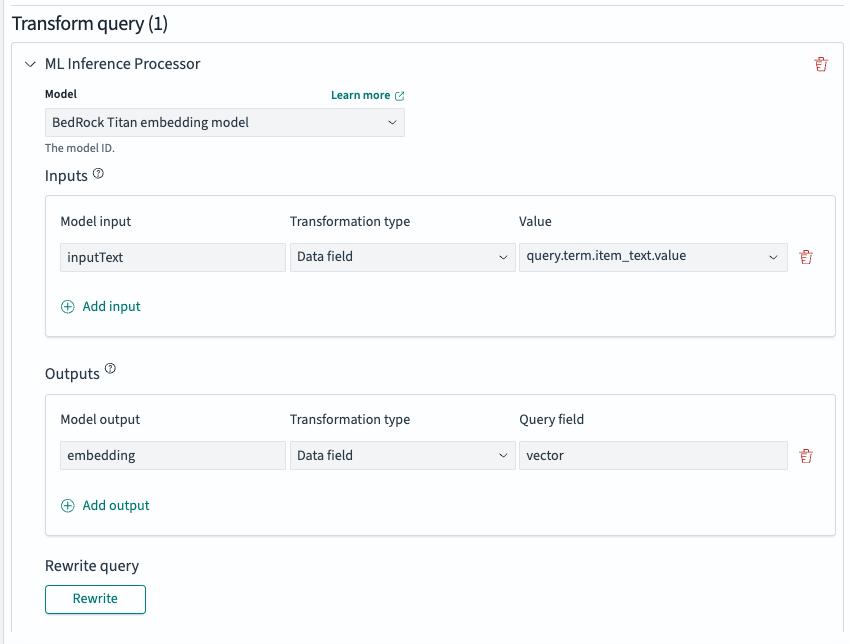 Transform query (1)
ML Inference Processor
Model Learn more
BedRock Titan embedding model
The model ID.
Inputs
Model input Transformation type Value
inputText Data field query.term.item_text.value
Add input
Outputs
Model output Transformation type Query field
embedding Data field vector
Add output
Rewrite query
Rewrite